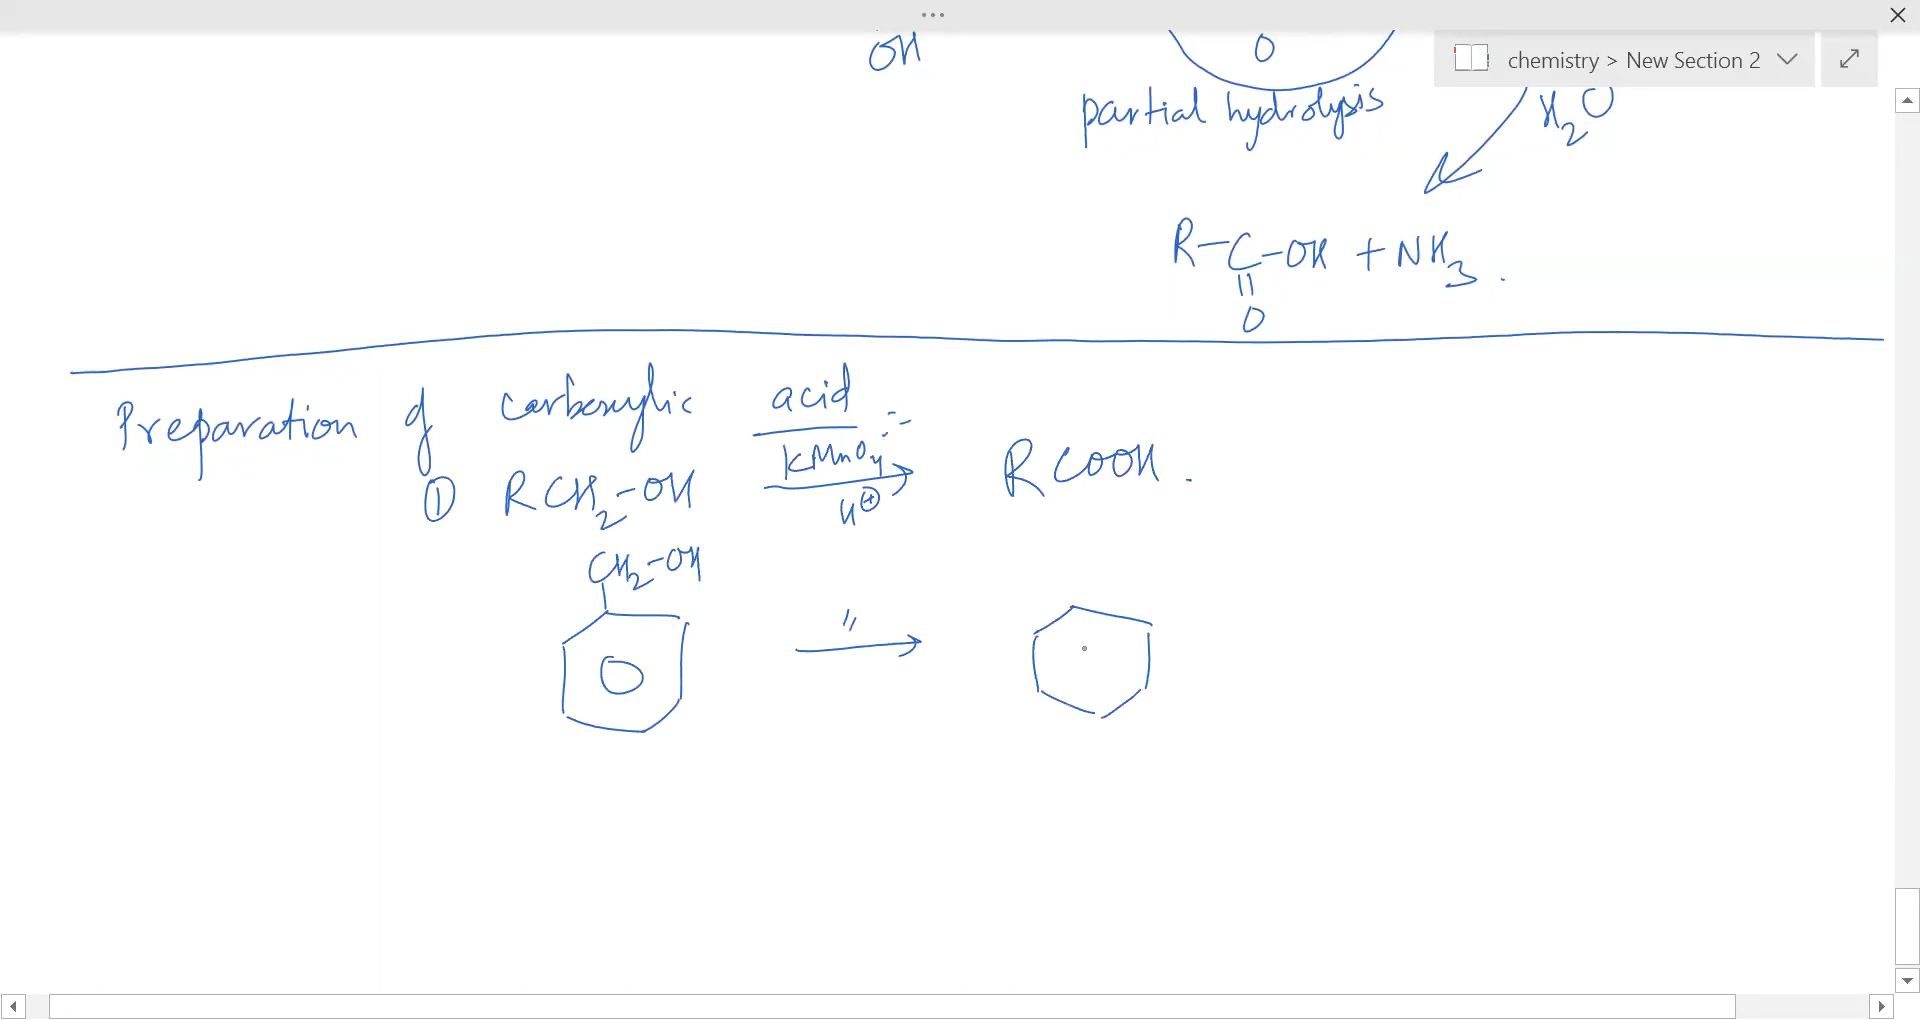 ...
OH
O
chemistry > New Section 2
partial hydrolysis
H2O
R-C-OH + NH3.
||
O
Preparation of carboxylic acid :-
① RCH2-OH KMnO4 H⊕ RCOOH.
CH2-OH
〃